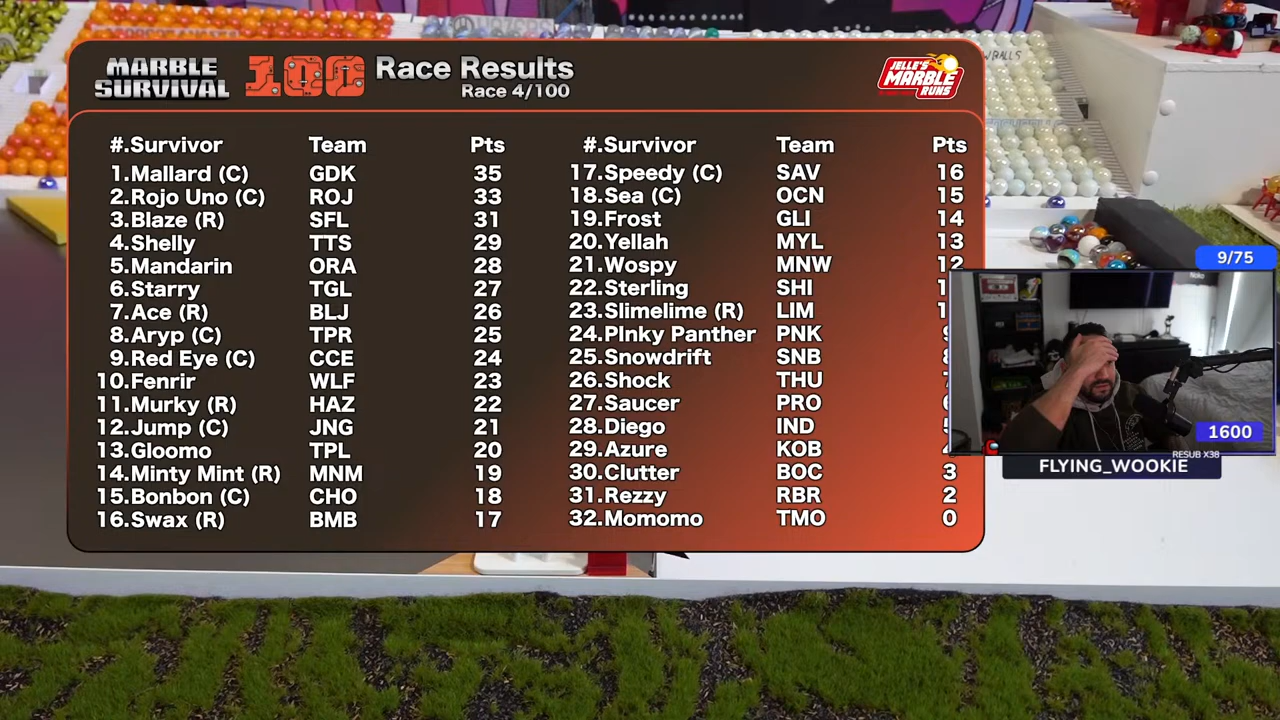 MARBLE SURVIVAL 100 Race Results
Race 4/100
JELLE'S MARBLE RUNS
#.Survivor Team Pts
1.Mallard (C) GDK 35
2.Rojo Uno (C) ROJ 33
3.Blaze (R) SFL 31
4.Shelly TTS 29
5.Mandarin ORA 28
6.Starry TGL 27
7.Ace (R) BLJ 26
8.Aryp (C) TPR 25
9.Red Eye (C) CCE 24
10.Fenrir WLF 23
11.Murky (R) HAZ 22
12.Jump (C) JNG 21
13.Gloomo TPL 20
14.Minty Mint (R) MNM 19
15.Bonbon (C) CHO 18
16.Swax (R) BMB 17
#.Survivor Team Pts
17.Speedy (C) SAV 16
18.Sea (C) OCN 15
19.Frost GLI 14
20.Yellah MYL 13
21.Wospy MNW 12
22.Sterling SHI
23.Slimelime (R) LIM
24.Plnky Panther PNK
25.Snowdrift SNB
26.Shock THU
27.Saucer PRO
28.Diego IND
29.Azure KOB
30.Clutter BOC 3
31.Rezzy RBR 2
32.Momomo TMO 0
9/75
1600
RESUB X38
FLYING_WOOKIE